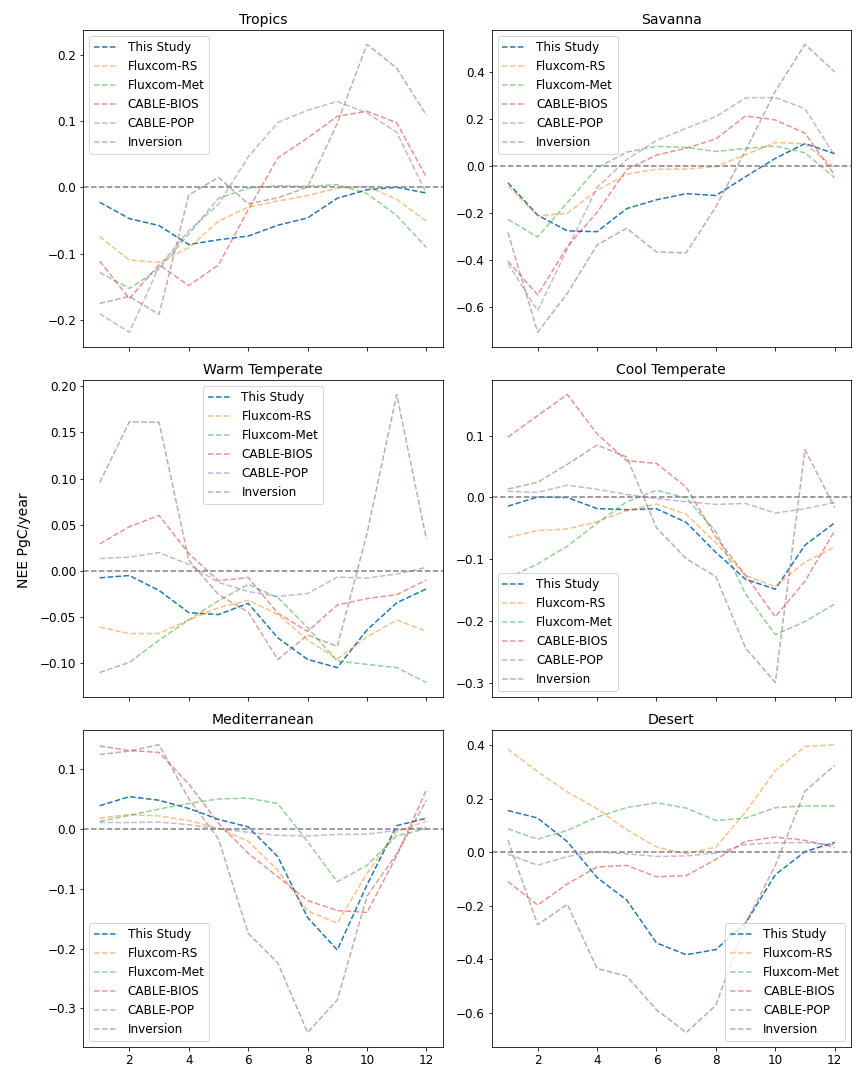 Tropics
0.2
0.1
0.0
−0.1
−0.2
This Study
Fluxcom-RS
Fluxcom-Met
CABLE-BIOS
CABLE-POP
Inversion
Savanna
0.4
0.2
0.0
−0.2
−0.4
−0.6
This Study
Fluxcom-RS
Fluxcom-Met
CABLE-BIOS
CABLE-POP
Inversion
NEE PgC/year
Warm Temperate
0.20
0.15
0.10
0.05
0.00
−0.05
−0.10
This Study
Fluxcom-RS
Fluxcom-Met
CABLE-BIOS
CABLE-POP
Inversion
Cool Temperate
0.1
0.0
−0.1
−0.2
−0.3
This Study
Fluxcom-RS
Fluxcom-Met
CABLE-BIOS
CABLE-POP
Inversion
Mediterranean
0.1
0.0
−0.1
−0.2
−0.3
This Study
Fluxcom-RS
Fluxcom-Met
CABLE-BIOS
CABLE-POP
Inversion
2 4 6 8 10 12
Desert
0.4
0.2
0.0
−0.2
−0.4
−0.6
This Study
Fluxcom-RS
Fluxcom-Met
CABLE-BIOS
CABLE-POP
Inversion
2 4 6 8 10 12